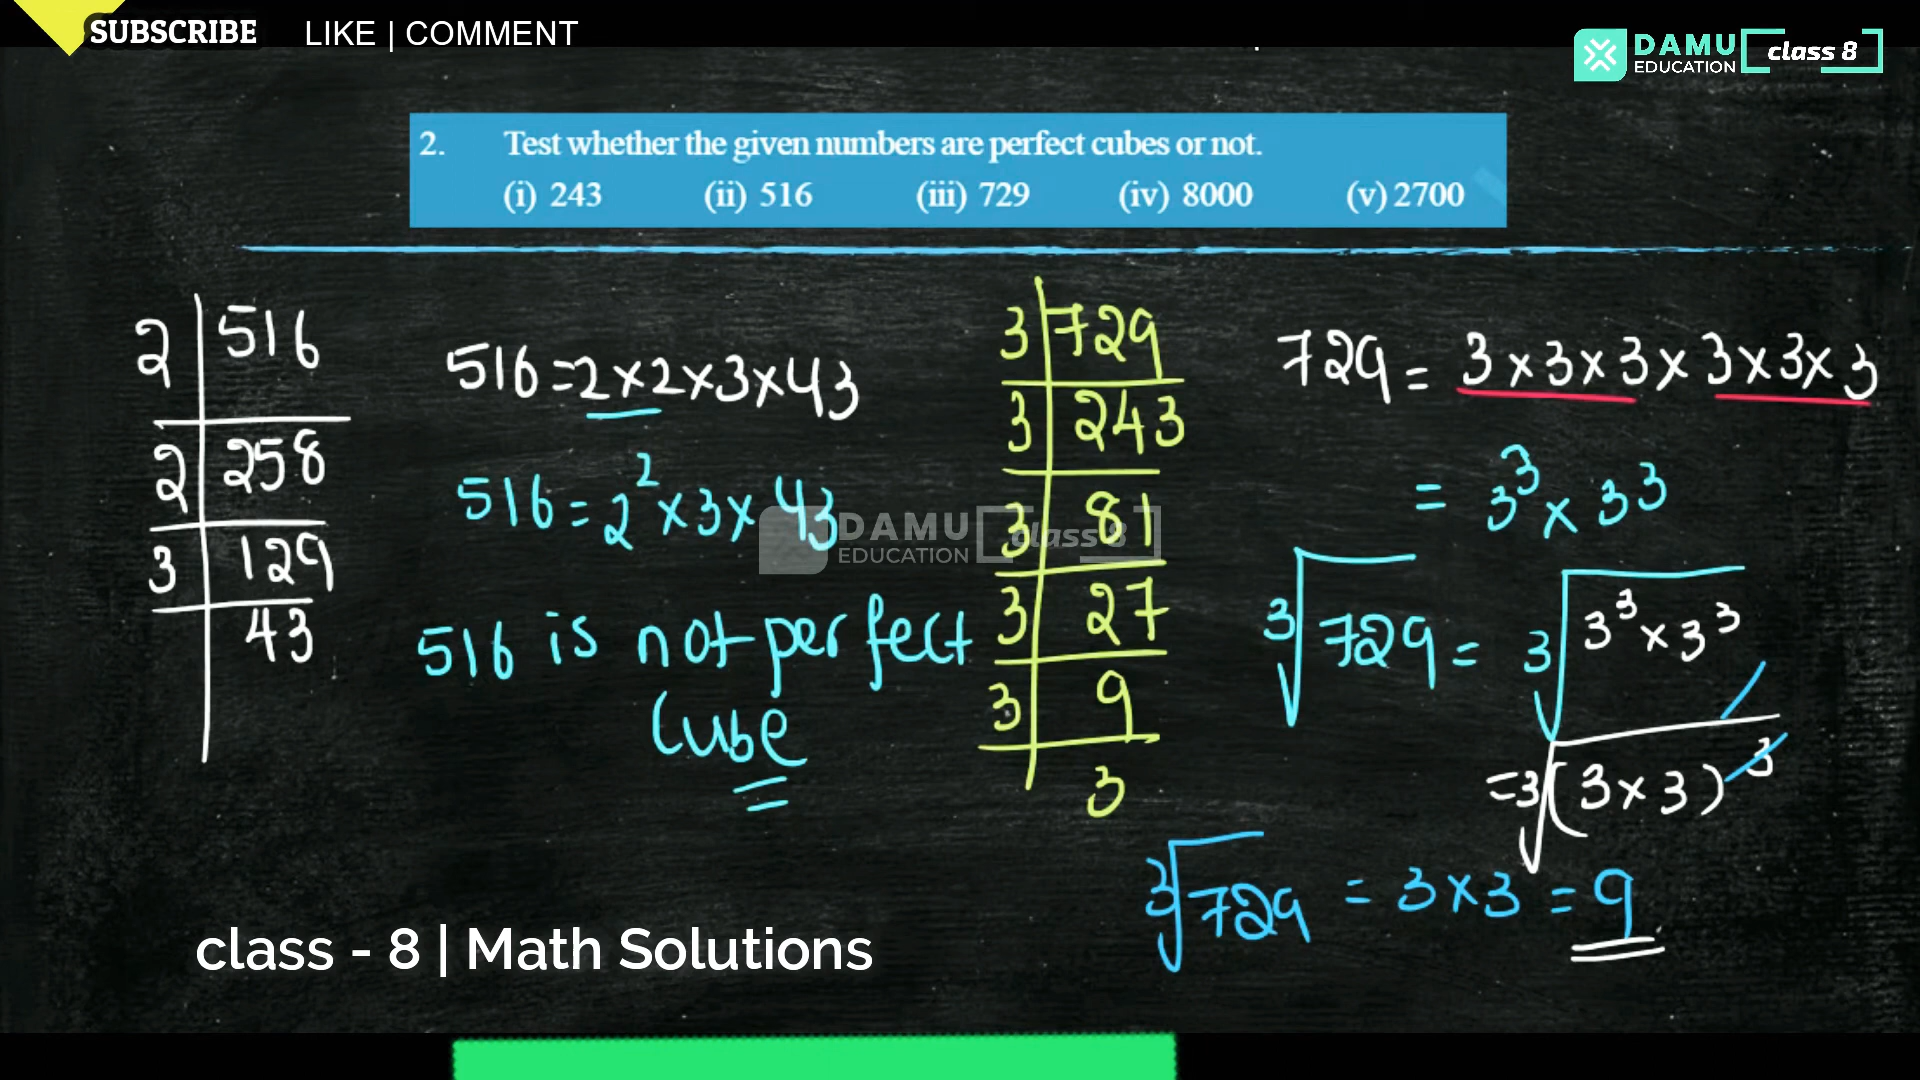 SUBSCRIBE LIKE | COMMENT
DAMU EDUCATION class 8
2. Test whether the given numbers are perfect cubes or not.
(i) 243 (ii) 516 (iii) 729 (iv) 8000 (v) 2700
2 516
2 258
3 129
43
516 = 2 × 2 × 3 × 43
516 = 2² × 3 × 43
516 is not perfect
Cube
DAMU EDUCATION class 8
3 729
3 243
3 81
3 27
3 9
3
729 = 3 × 3 × 3 × 3 × 3 × 3
= 3³ × 3³
∛729 = ∛3³ × 3³
= ∛(3 × 3)³
∛729 = 3 × 3 = 9
class - 8 | Math Solutions